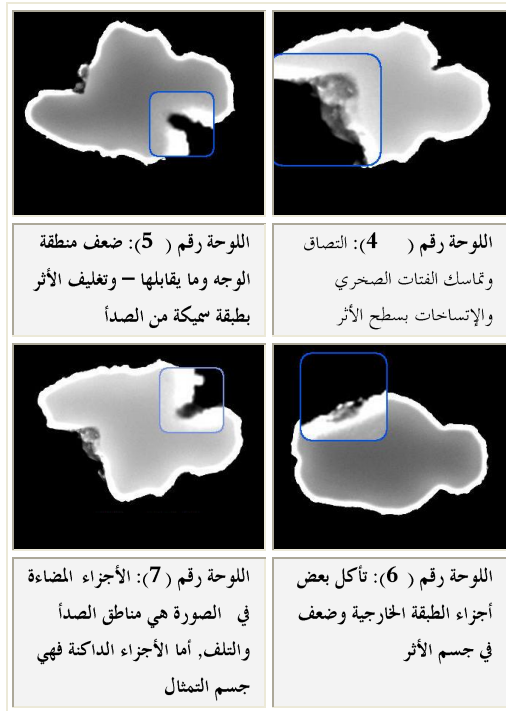 اللوحة رقم ( 4): التصاق
وتماسك الفتات الصخري
والإتساخات بسطح الأثر
اللوحة رقم ( 5): ضعف منطقة
الوجه وما يقابلها – وتغليف الأثر
بطبقة سميكة من الصدأ
اللوحة رقم ( 6): تأكل بعض
أجزاء الطبقة الخارجية وضعف
في جسم الأثر
اللوحة رقم ( 7): الأجزاء المضاءة
في الصورة هي مناطق الصدأ
والتلف, أما الأجزاء الداكنة فهي
جسم التمثال